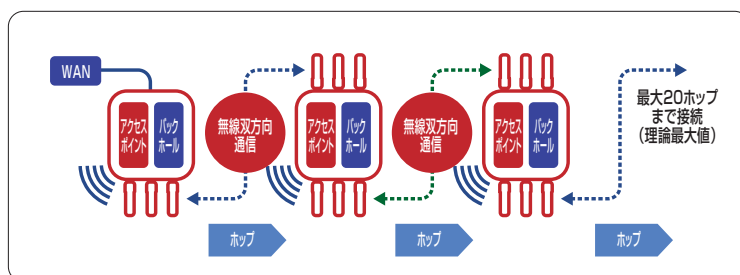 WAN
アクセス
ポイント
バック
ホール
無線双方向
通信
アクセス
ポイント
バック
ホール
無線双方向
通信
アクセス
ポイント
バック
ホール
最大20ホップ
まで接続
（理論最大値）
ホップ
ホップ
ホップ